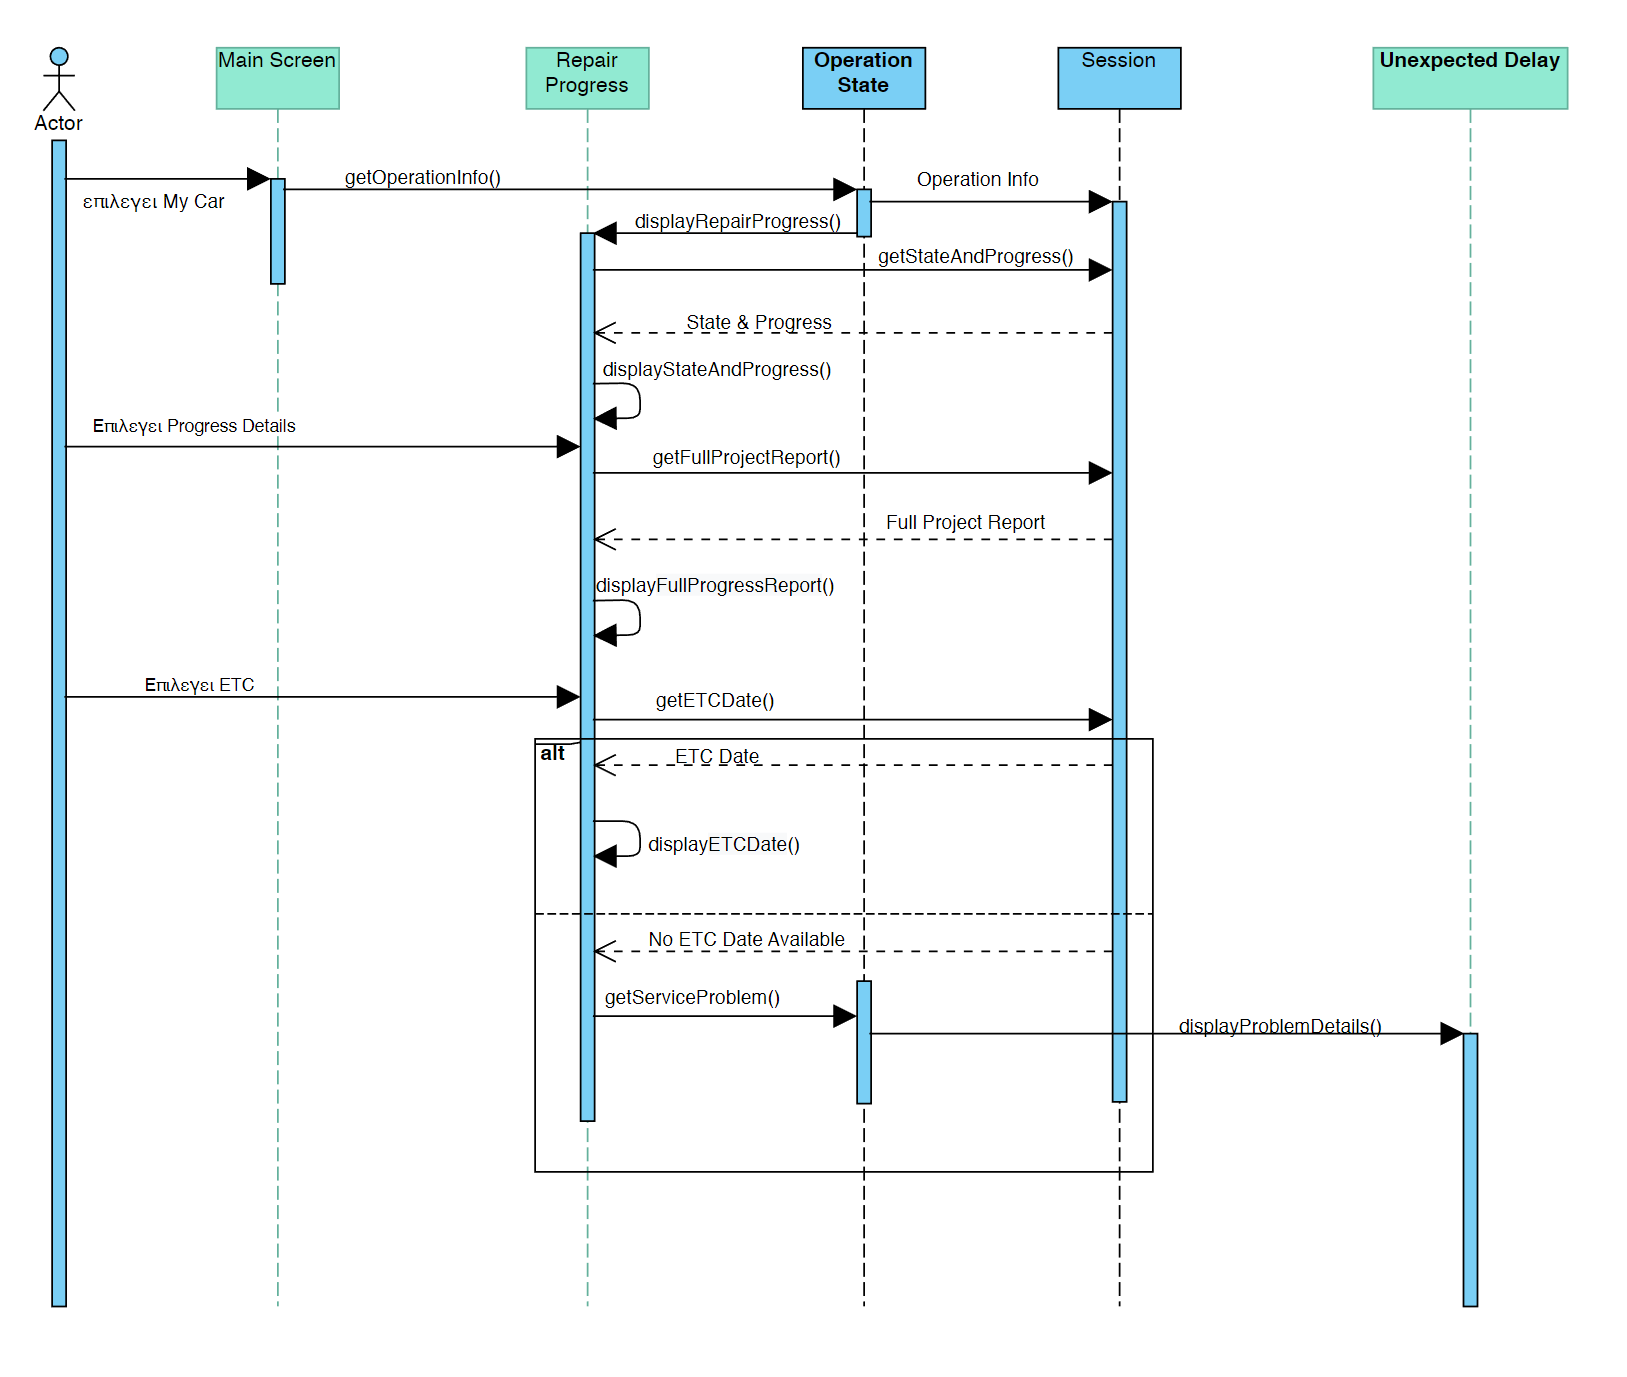 Actor
Main Screen
Repair
Progress
Operation
State
Session
Unexpected Delay
επιλεγει My Car
getOperationInfo()
Operation Info
displayRepairProgress()
getStateAndProgress()
State & Progress
displayStateAndProgress()
Επιλεγει Progress Details
getFullProjectReport()
Full Project Report
displayFullProgressReport()
Επιλεγει ETC
getETCDate()
alt
ETC Date
displayETCDate()
No ETC Date Available
getServiceProblem()
displayProblemDetails()